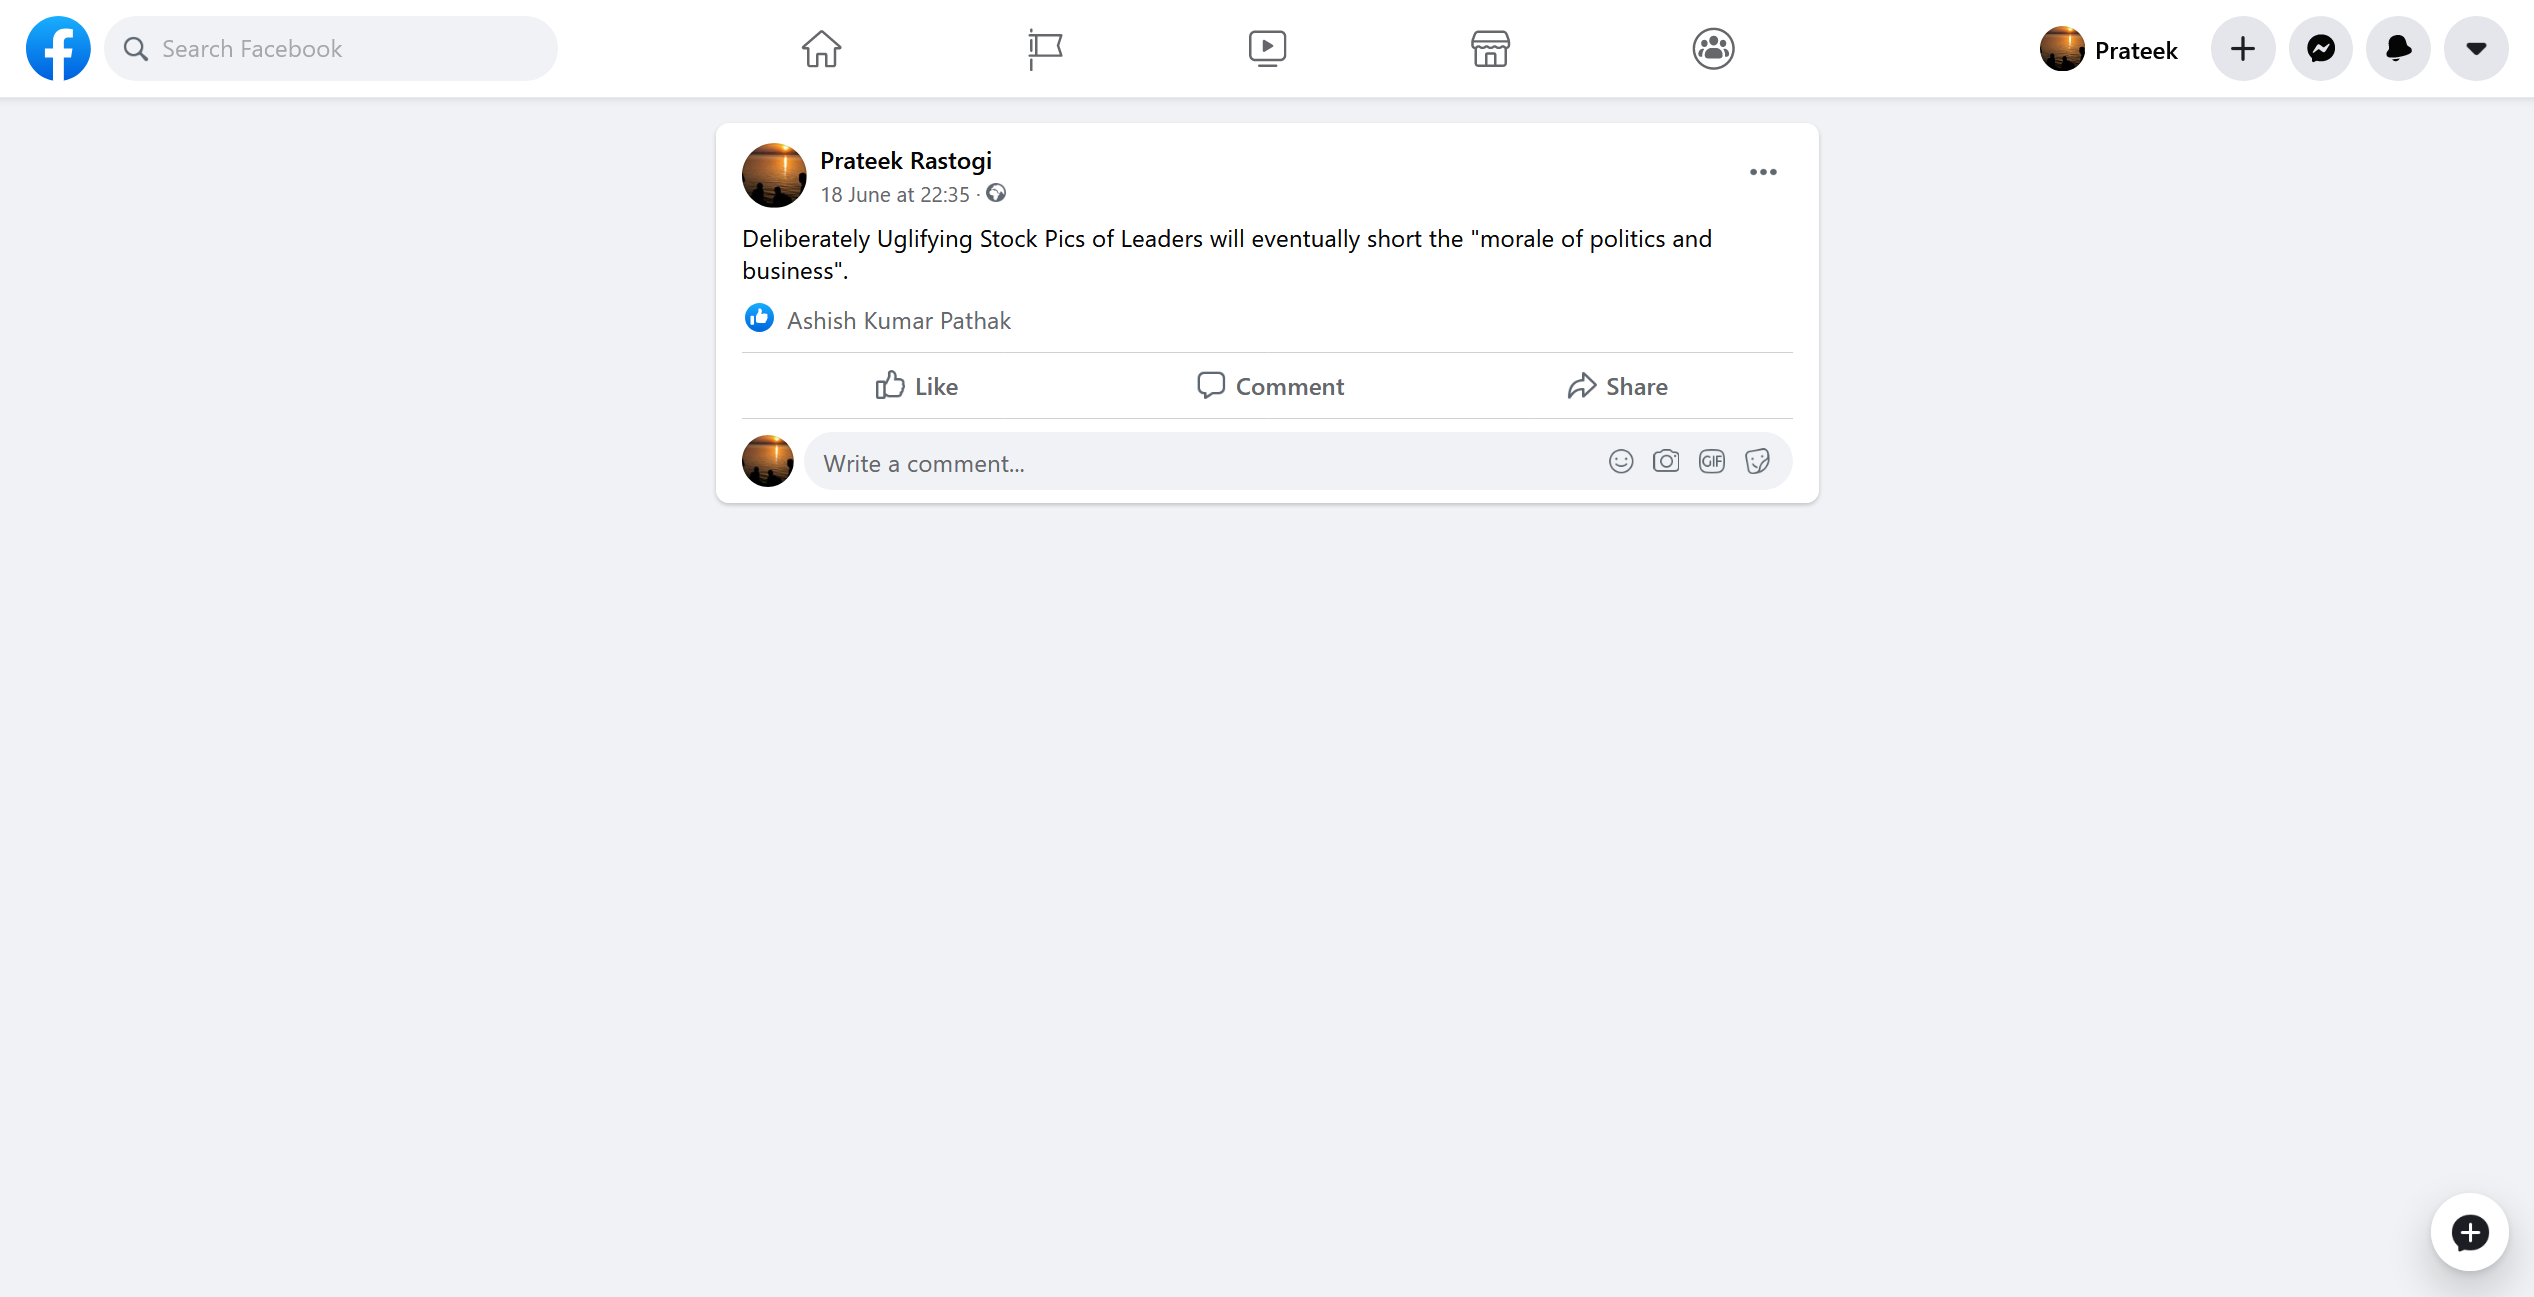 Search Facebook
Prateek
Prateek Rastogi
18 June at 22:35 ·
Deliberately Uglifying Stock Pics of Leaders will eventually short the "morale of politics and
business".
Ashish Kumar Pathak
Like
Comment
Share
Write a comment...
GIF